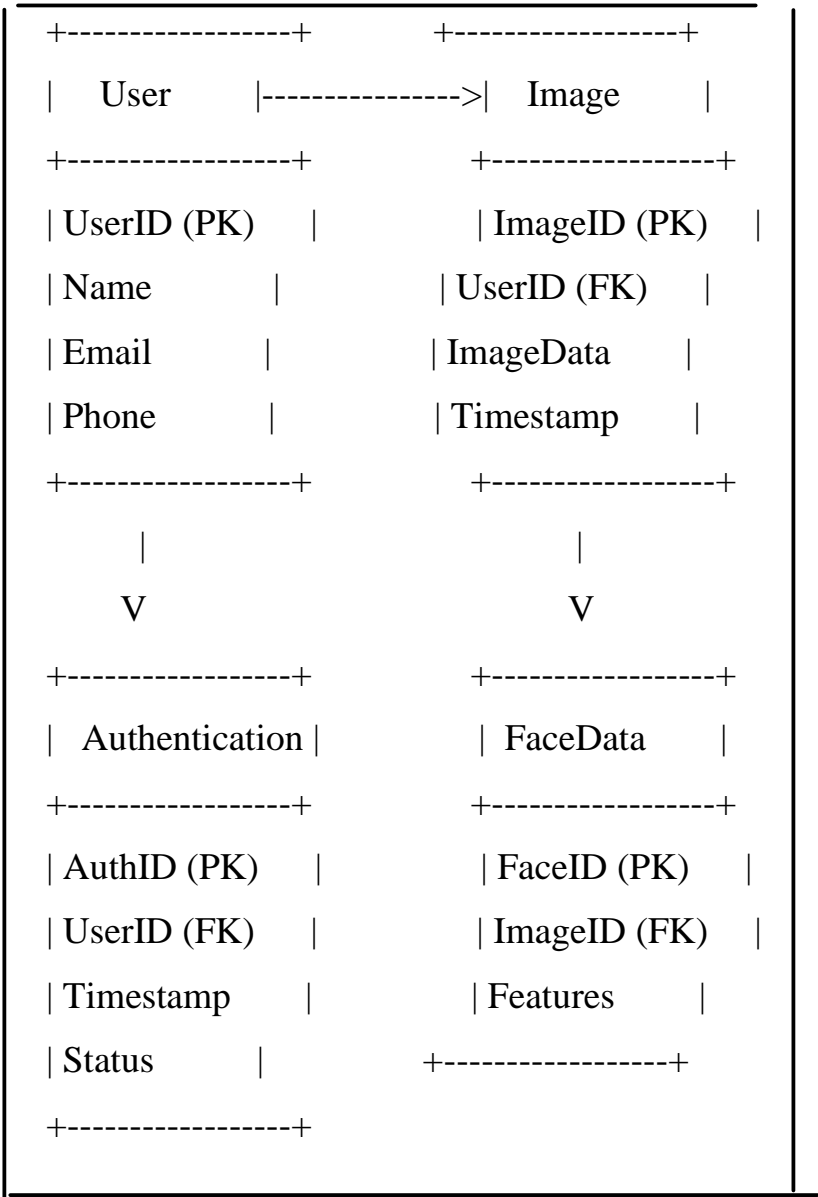 +------------------+ +------------------+
| User |---------------->| Image |
+------------------+ +------------------+
| UserID (PK) | | ImageID (PK) |
| Name | | UserID (FK) |
| Email | | ImageData |
| Phone | | Timestamp |
+------------------+ +------------------+
| |
V V
+------------------+ +------------------+
| Authentication | | FaceData |
+------------------+ +------------------+
| AuthID (PK) | | FaceID (PK) |
| UserID (FK) | | ImageID (FK) |
| Timestamp | | Features |
| Status | +------------------+
+------------------+